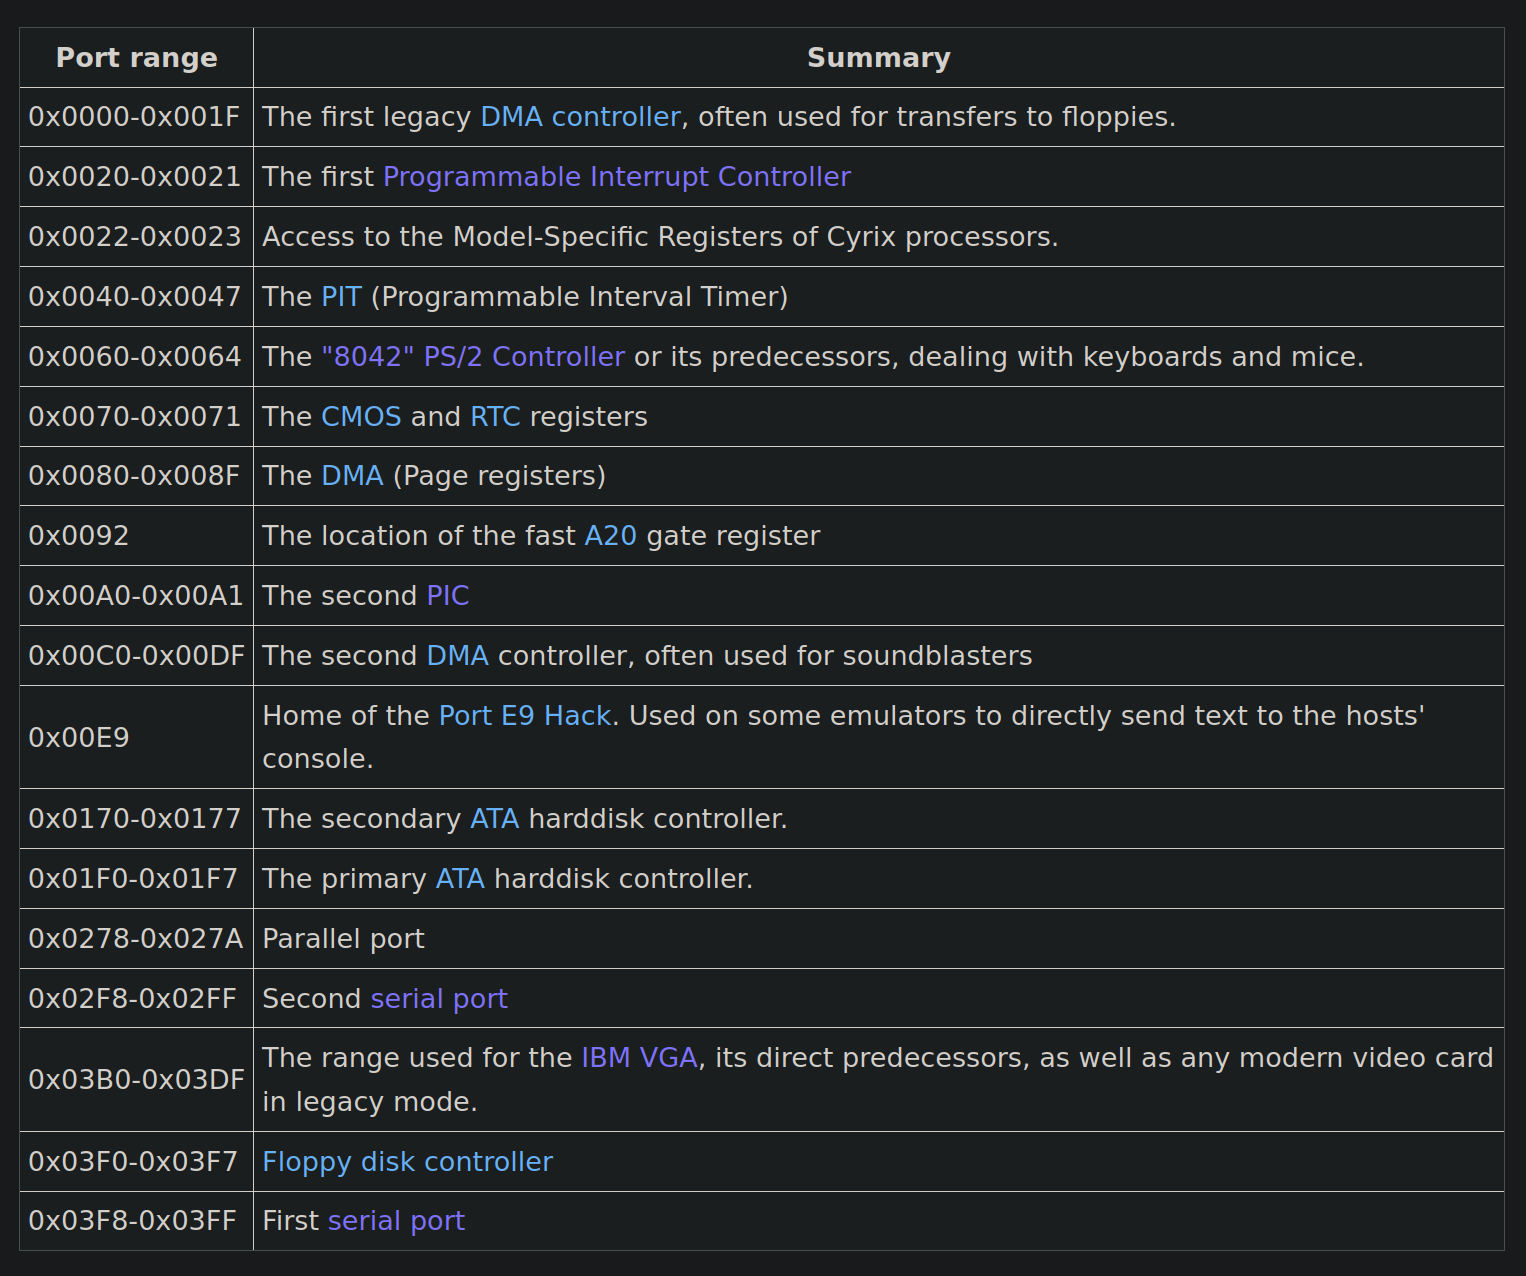 Port range Summary
0x0000-0x001F The first legacy DMA controller, often used for transfers to floppies.
0x0020-0x0021 The first Programmable Interrupt Controller
0x0022-0x0023 Access to the Model-Specific Registers of Cyrix processors.
0x0040-0x0047 The PIT (Programmable Interval Timer)
0x0060-0x0064 The "8042" PS/2 Controller or its predecessors, dealing with keyboards and mice.
0x0070-0x0071 The CMOS and RTC registers
0x0080-0x008F The DMA (Page registers)
0x0092 The location of the fast A20 gate register
0x00A0-0x00A1 The second PIC
0x00C0-0x00DF The second DMA controller, often used for soundblasters
0x00E9 Home of the Port E9 Hack. Used on some emulators to directly send text to the hosts'
console.
0x0170-0x0177 The secondary ATA harddisk controller.
0x01F0-0x01F7 The primary ATA harddisk controller.
0x0278-0x027A Parallel port
0x02F8-0x02FF Second serial port
0x03B0-0x03DF The range used for the IBM VGA, its direct predecessors, as well as any modern video card
in legacy mode.
0x03F0-0x03F7 Floppy disk controller
0x03F8-0x03FF First serial port